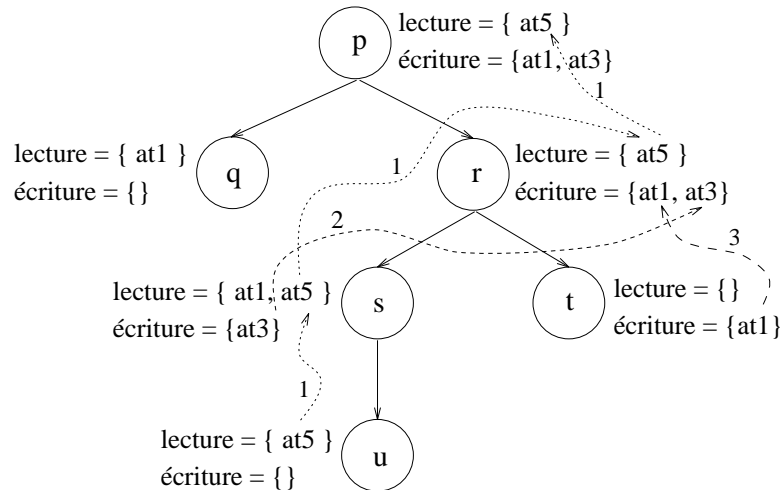 p
lecture = { at5 }
écriture = {at1, at3}
1
q
lecture = { at1 }
écriture = {}
1
r
lecture = { at5 }
écriture = {at1, at3}
2
3
lecture = { at1, at5 }
écriture = {at3}
s
t
lecture = {}
écriture = {at1}
1
lecture = { at5 }
écriture = {}
u